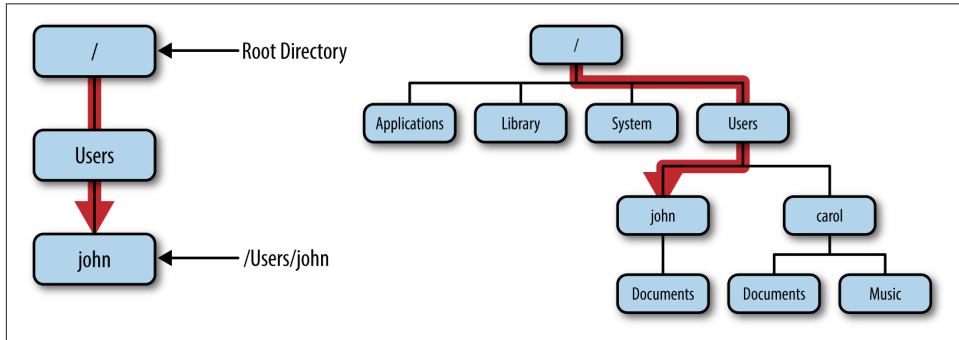 /
Root Directory
Users
john
/Users/john
/
Applications
Library
System
Users
john
carol
Documents
Documents
Music